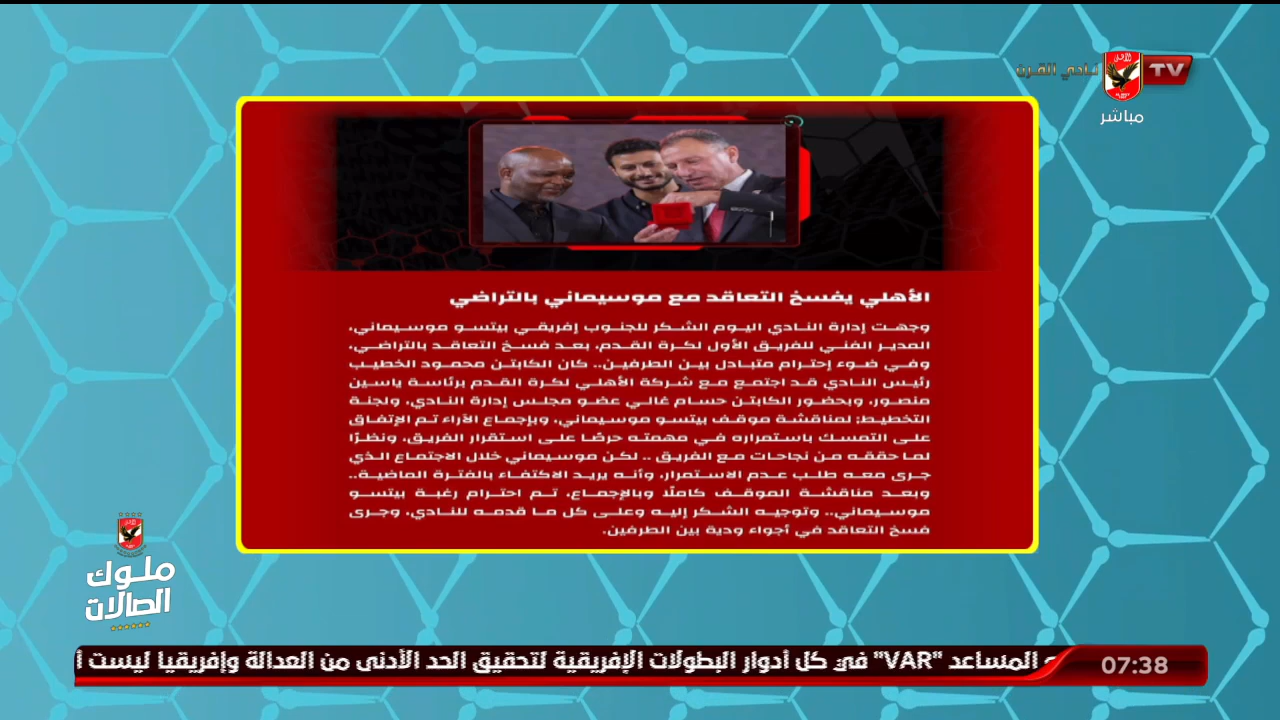 TV
نادي القرن
مباشر
الأهلي يفسخ التعاقد مع موسيماني بالتراضي
وجهت إدارة النادي اليوم الشكر للجنوب إفريقي بيتسو موسيماني،
المدير الفني للفريق الأول لكرة القدم، بعد فسخ التعاقد بالتراضي،
وفي ضوء إحترام متبادل بين الطرفين.. كان الكابتن محمود الخطيب
رئيس النادي قد اجتمع مع شركة الأهلي لكرة القدم برئاسة ياسين
منصور، وبحضور الكابتن حسام غالي عضو مجلس إدارة النادي، ولجنة
التخطيط؛ لمناقشة موقف بيتسو موسيماني، وبإجماع الآراء تم الإتفاق
على التمسك باستمراره في مهمته حرصًا على استقرار الفريق، ونظرًا
لما حققه من نجاحات مع الفريق .. لكن موسيماني خلال الاجتماع الذي
جرى معه طلب عدم الاستمرار، وأنه يريد الاكتفاء بالفترة الماضية..
وبعد مناقشة الموقف كاملًا وبالإجماع، تم احترام رغبة بيتسو
موسيماني.. وتوجيه الشكر إليه وعلى كل ما قدمه للنادي، وجرى
فسخ التعاقد في أجواء ودية بين الطرفين.
ملوك
الصالات
المساعد "VAR" في كل أدوار البطولات الإفريقية لتحقيق الحد الأدنى من العدالة وإفريقيا ليست
07:38